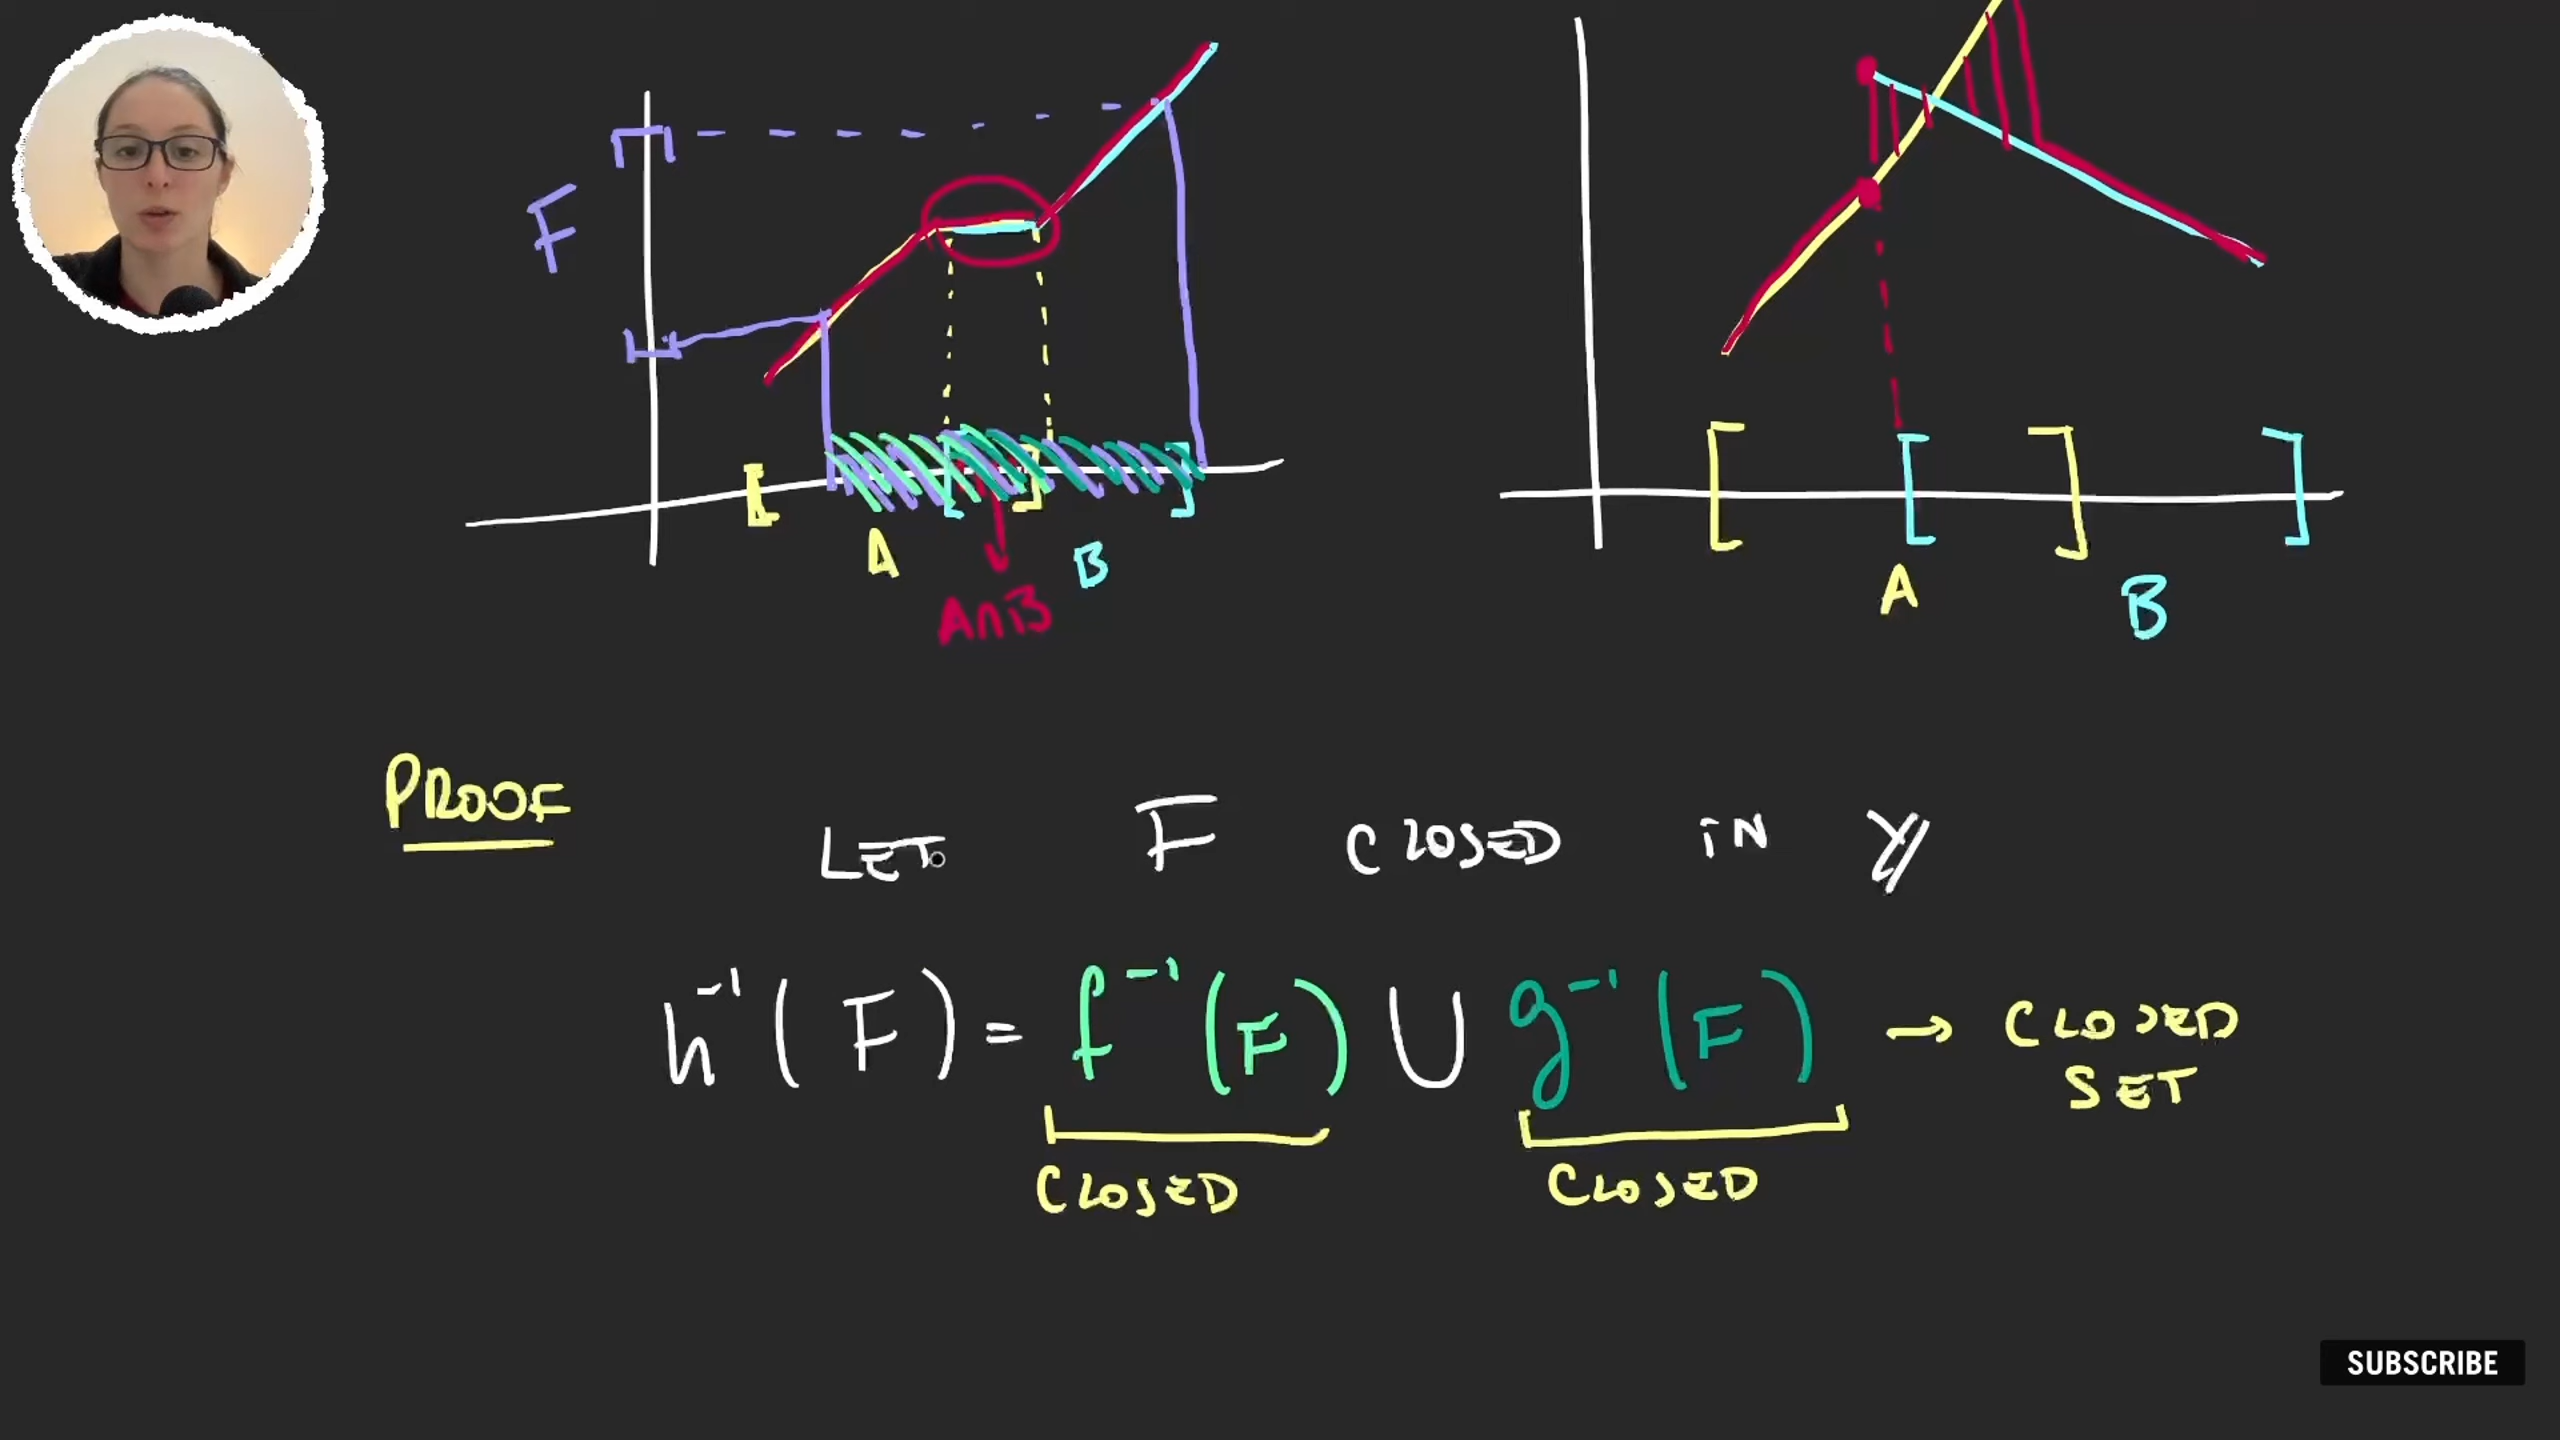 F
A
B
A∩B
A
B
PROOF
LET F CLOSED IN Y
h⁻¹(F) = f⁻¹(F) ∪ g⁻¹(F) → CLOSED SET
CLOSED CLOSED
SUBSCRIBE